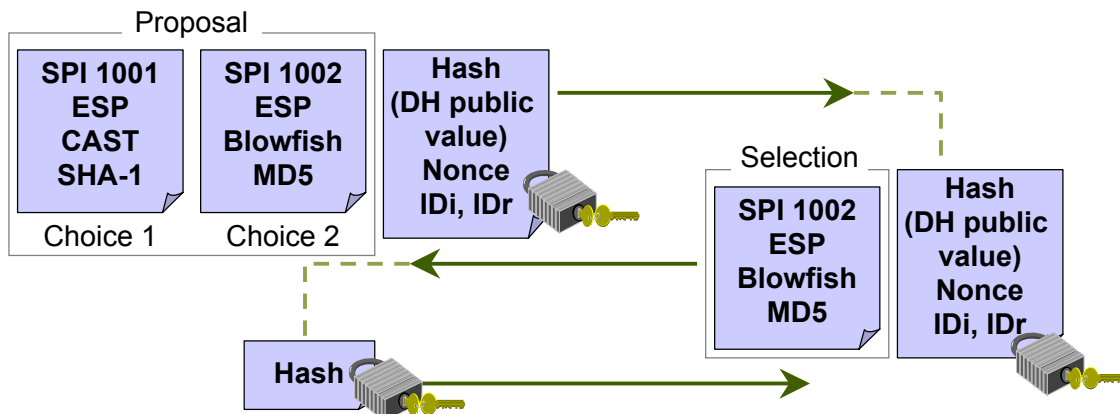 Proposal
SPI 1001
ESP
CAST
SHA-1
Choice 1
SPI 1002
ESP
Blowfish
MD5
Choice 2
Hash
(DH public
value)
Nonce
IDi, IDr
Selection
SPI 1002
ESP
Blowfish
MD5
Hash
(DH public
value)
Nonce
IDi, IDr
Hash